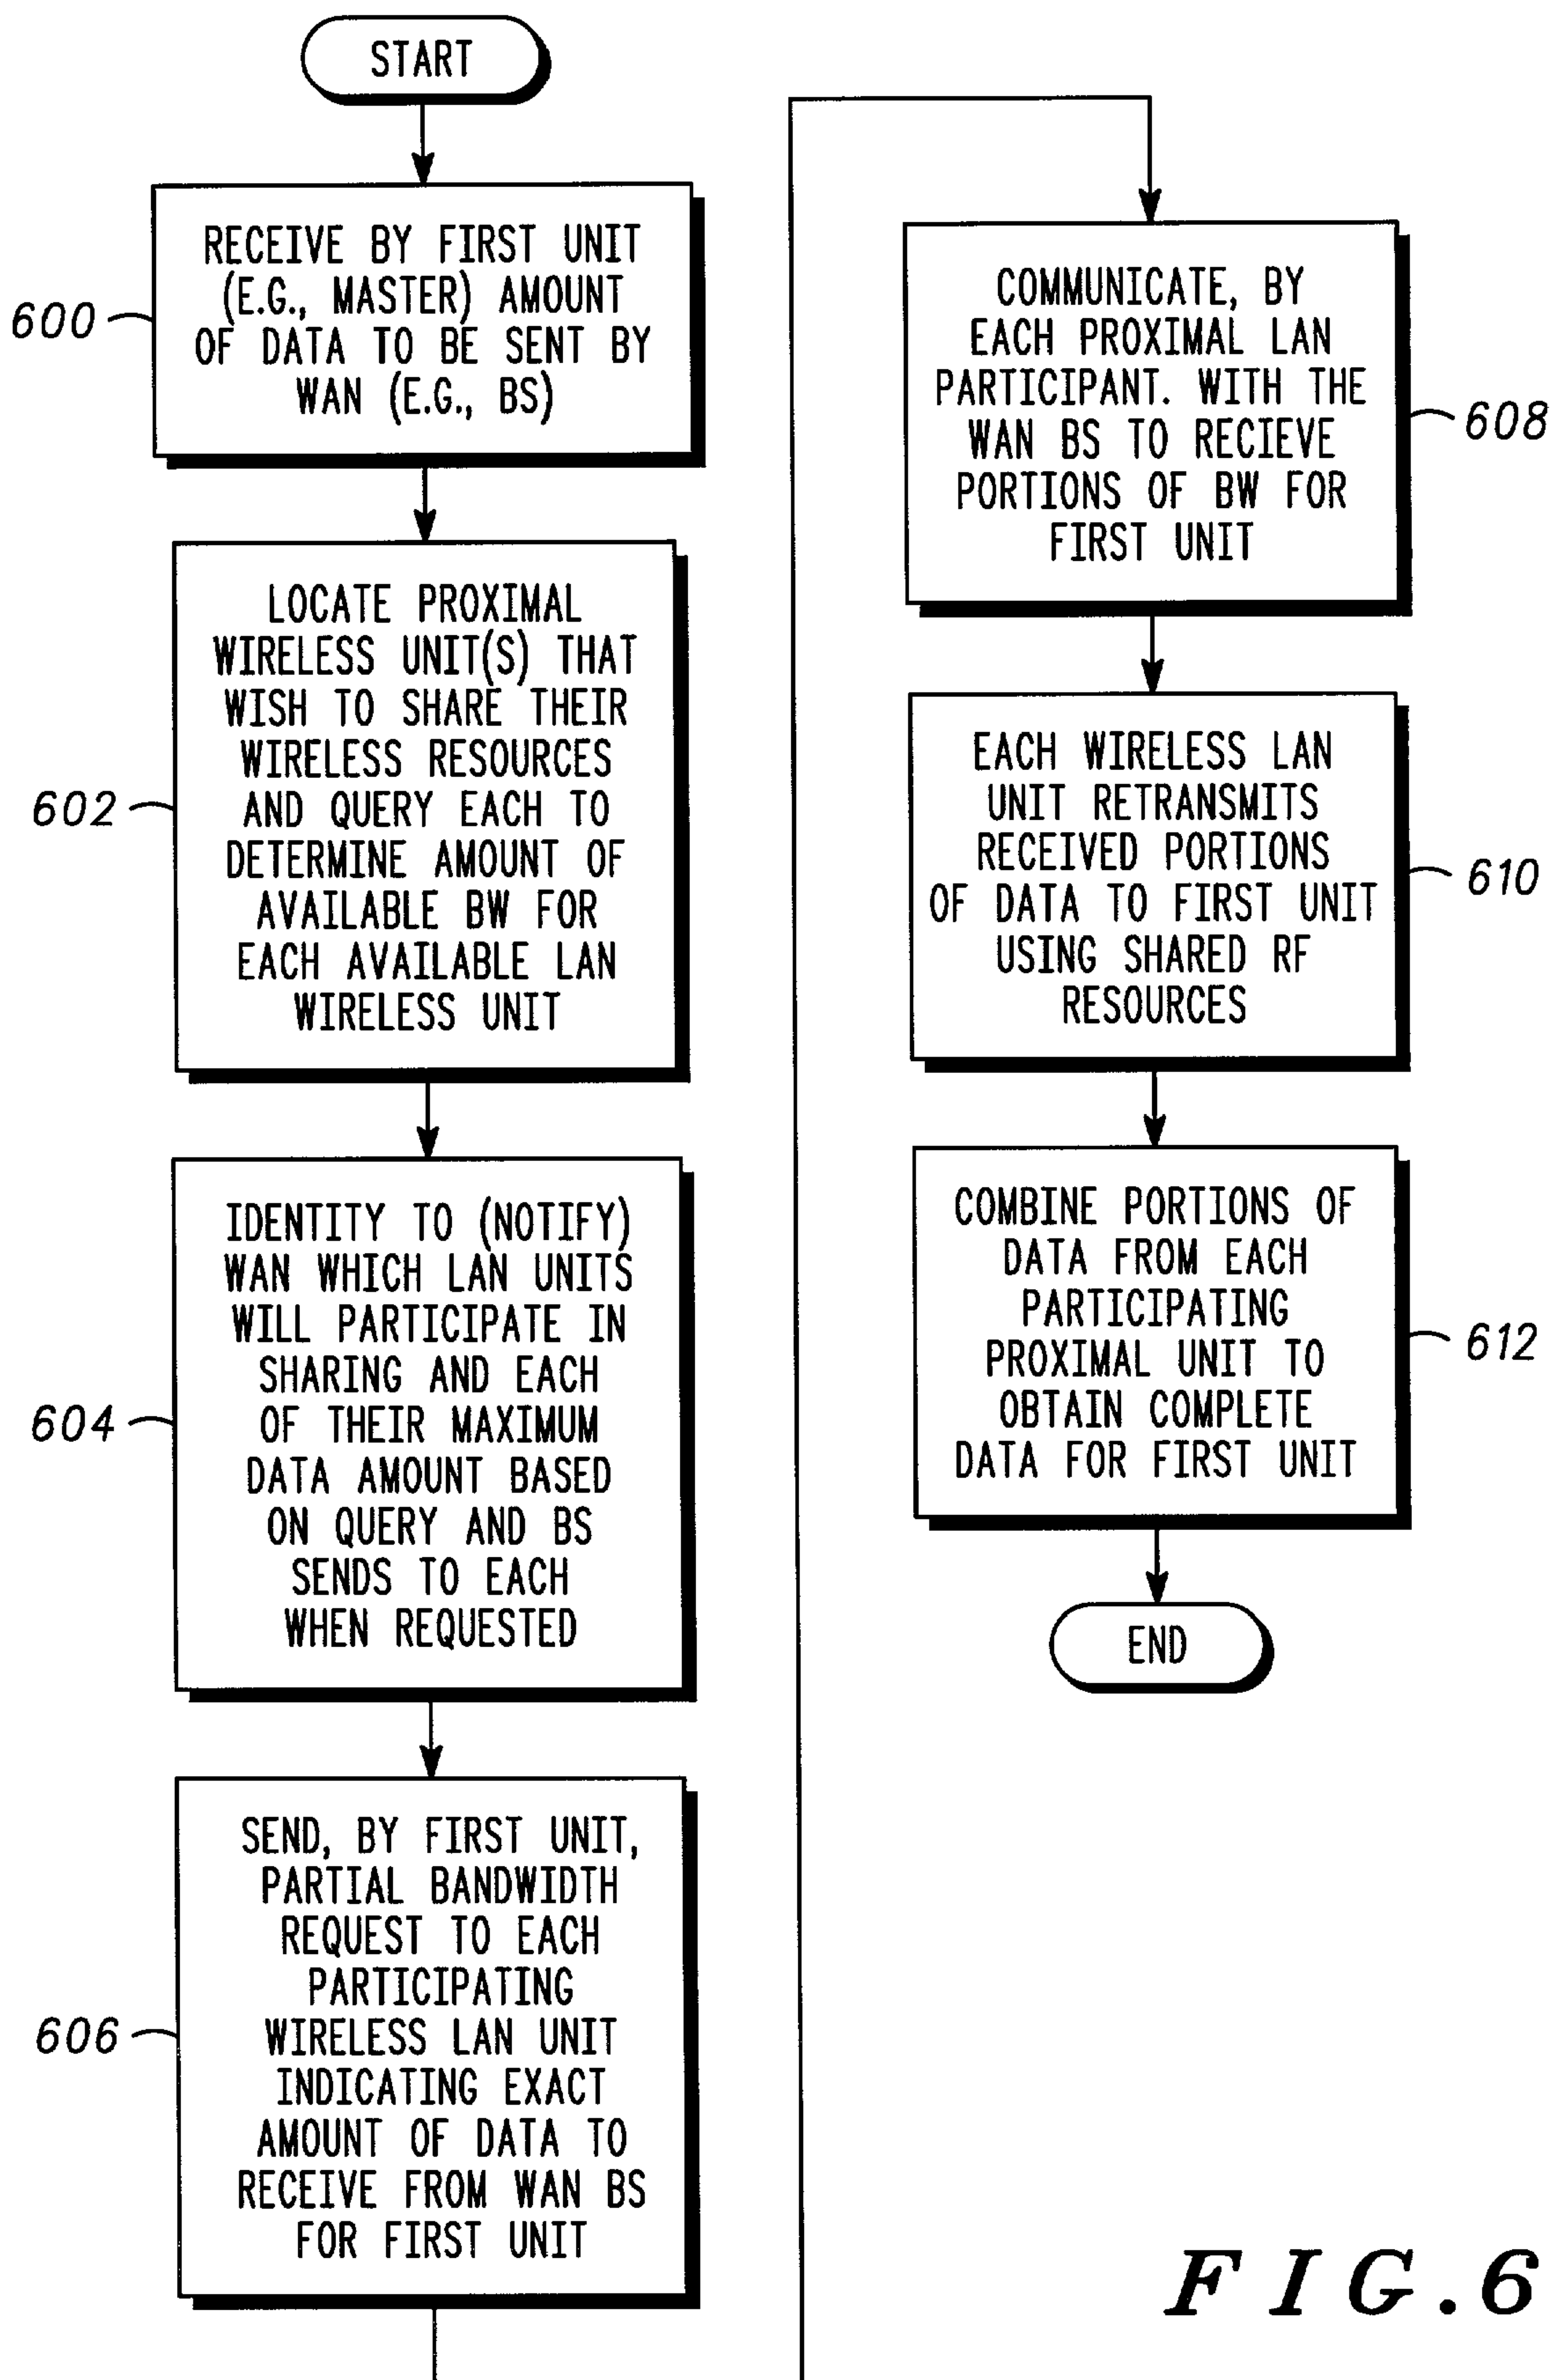 START
600
RECEIVE BY FIRST UNIT
(E.G., MASTER) AMOUNT
OF DATA TO BE SENT BY
WAN (E.G., BS)
602
LOCATE PROXIMAL
WIRELESS UNIT(S) THAT
WISH TO SHARE THEIR
WIRELESS RESOURCES
AND QUERY EACH TO
DETERMINE AMOUNT OF
AVAILABLE BW FOR
EACH AVAILABLE LAN
WIRELESS UNIT
604
IDENTITY TO (NOTIFY)
WAN WHICH LAN UNITS
WILL PARTICIPATE IN
SHARING AND EACH
OF THEIR MAXIMUM
DATA AMOUNT BASED
ON QUERY AND BS
SENDS TO EACH
WHEN REQUESTED
606
SEND, BY FIRST UNIT,
PARTIAL BANDWIDTH
REQUEST TO EACH
PARTICIPATING
WIRELESS LAN UNIT
INDICATING EXACT
AMOUNT OF DATA TO
RECEIVE FROM WAN BS
FOR FIRST UNIT
COMMUNICATE, BY
EACH PROXIMAL LAN
PARTICIPANT. WITH THE
WAN BS TO RECIEVE
PORTIONS OF BW FOR
FIRST UNIT
608
EACH WIRELESS LAN
UNIT RETRANSMITS
RECEIVED PORTIONS
OF DATA TO FIRST UNIT
USING SHARED RF
RESOURCES
610
COMBINE PORTIONS OF
DATA FROM EACH
PARTICIPATING
PROXIMAL UNIT TO
OBTAIN COMPLETE
DATA FOR FIRST UNIT
612
END
FIG.6